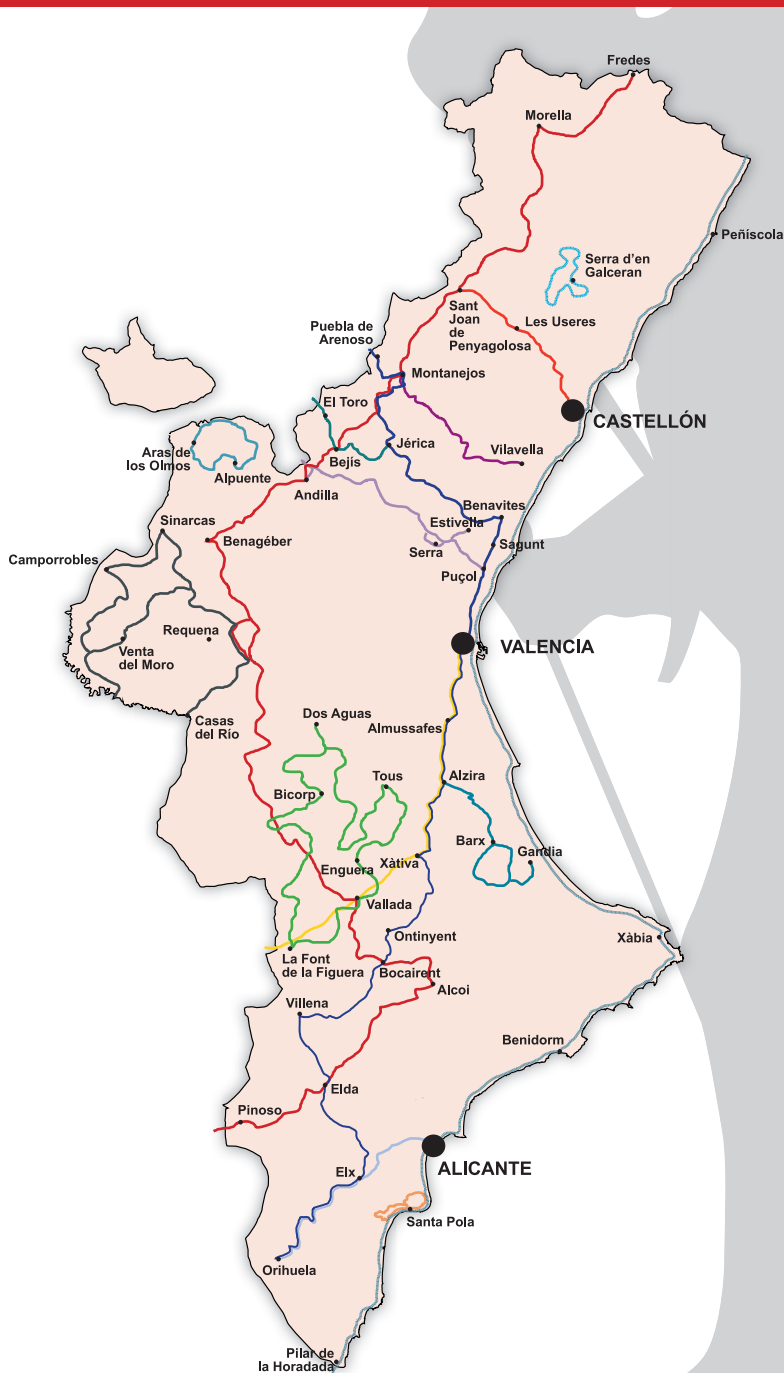 Fredes
Morella
Peñíscola
Serra d'en
Galceran
Sant
Joan
de
Penyagolosa
Les Useres
Puebla de
Arenoso
Montanejos
El Toro
CASTELLÓN
Aras de
los Olmos
Jérica
Vilavella
Bejís
Alpuente
Andilla
Benavites
Sinarcas
Estivella
Benagéber
Serra
Sagunt
Camporrobles
Puçol
Requena
Venta
del Moro
VALENCIA
Casas
del Río
Dos Aguas
Almussafes
Tous
Alzira
Bicorp
Barx
Gandia
Enguera
Xàtiva
Vallada
Ontinyent
Xàbia
La Font
de la Figuera
Bocairent
Alcoi
Villena
Benidorm
Elda
Pinoso
Elx
ALICANTE
Santa Pola
Orihuela
Pilar de
la Horadada